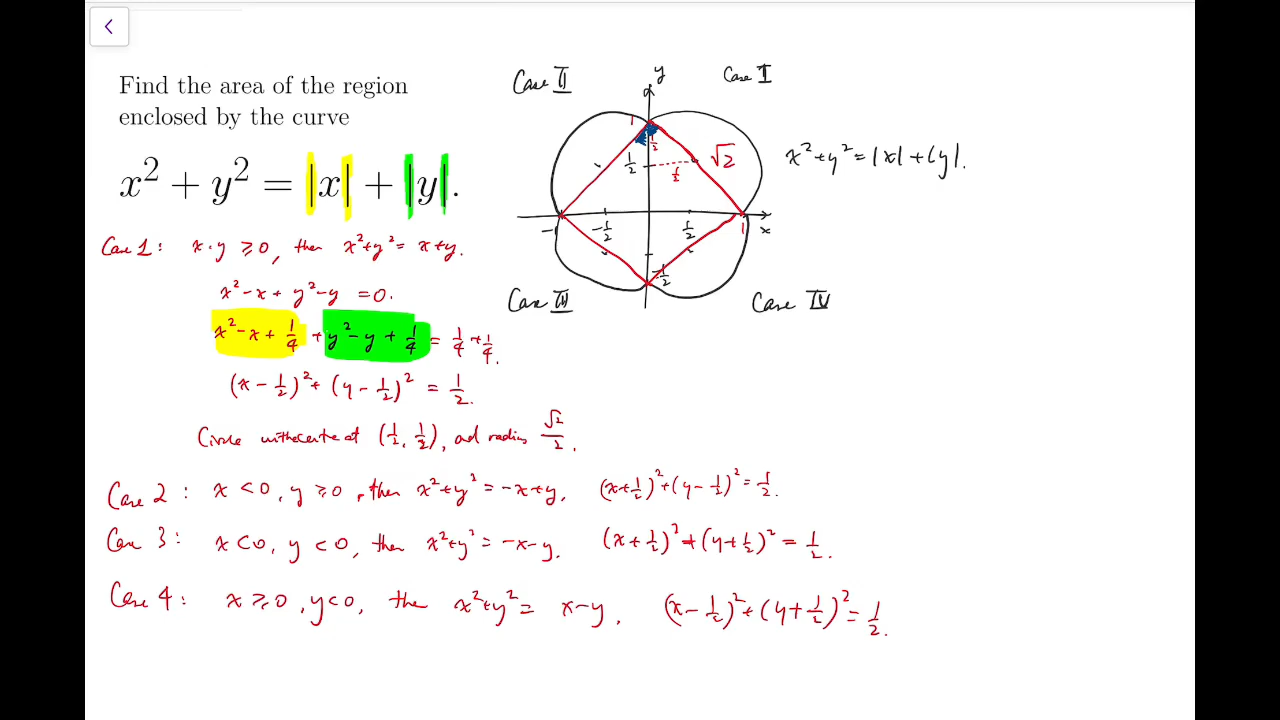 Find the area of the region
enclosed by the curve
x² + y² = |x| + |y|.
Case 1: x, y ≥ 0, then x²+y² = x+y.
x² - x + y² - y = 0.
x² - x + 1/4 + y² - y + 1/4 = 1/4 + 1/4.
(x - 1/2)² + (y - 1/2)² = 1/2.
Circle with center at (1/2, 1/2), ad radius √2/2.
Case 2: x < 0, y ≥ 0, then x²+y² = -x+y, (x+1/2)²+(y-1/2)² = 1/2.
Case 3: x < 0, y < 0, then x²+y² = -x-y. (x+1/2)²+(y+1/2)² = 1/2.
Case 4: x ≥ 0, y < 0, then x²+y² = x-y, (x-1/2)²+(y+1/2)² = 1/2.
Case II
y
Case I
1
1/2
1/2
√2
1/2
x²+y² = |x|+|y|.
-1
-1/2
1/2
1
x
-1/2
Case III
Case IV